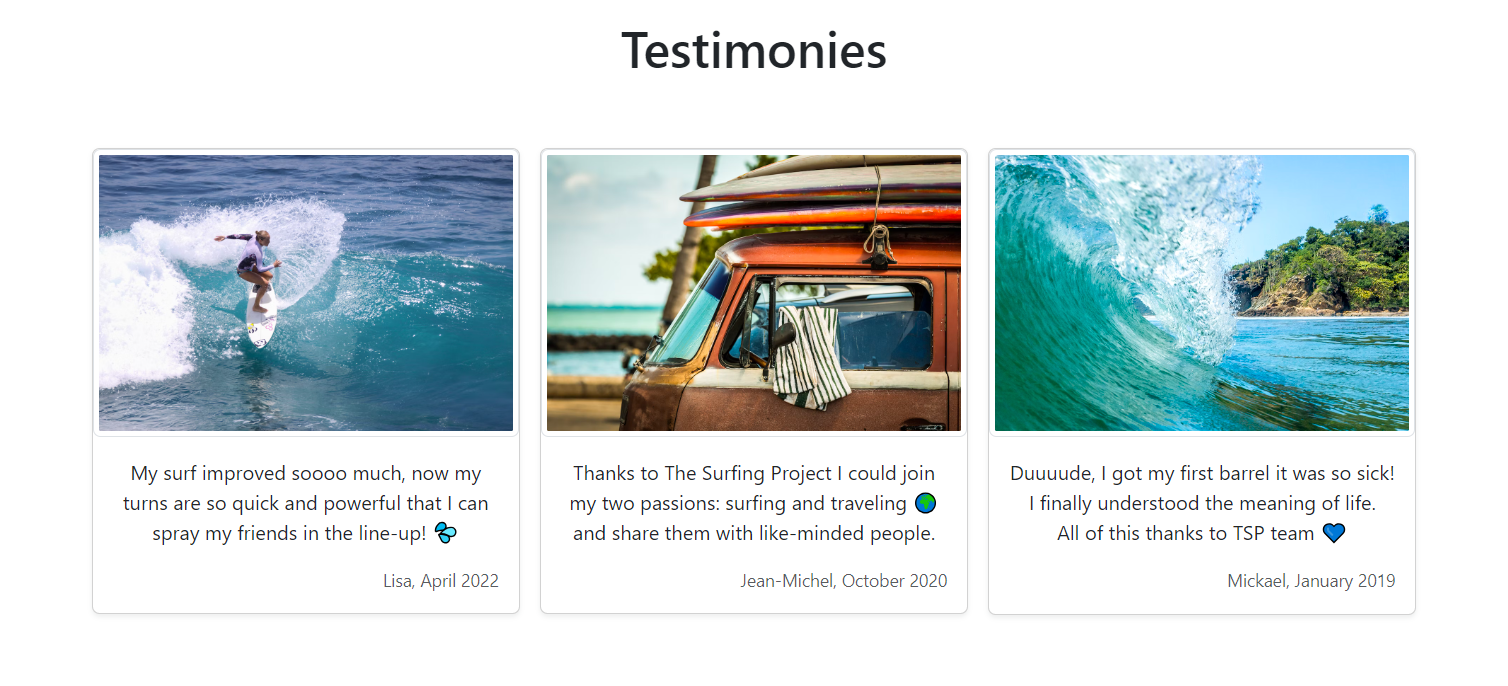 Testimonies
My surf improved soooo much, now my
turns are so quick and powerful that I can
spray my friends in the line-up! 💦
Lisa, April 2022
Thanks to The Surfing Project I could join
my two passions: surfing and traveling 🌍
and share them with like-minded people.
Jean-Michel, October 2020
Duuuude, I got my first barrel it was so sick!
I finally understood the meaning of life.
All of this thanks to TSP team 💙
Mickael, January 2019